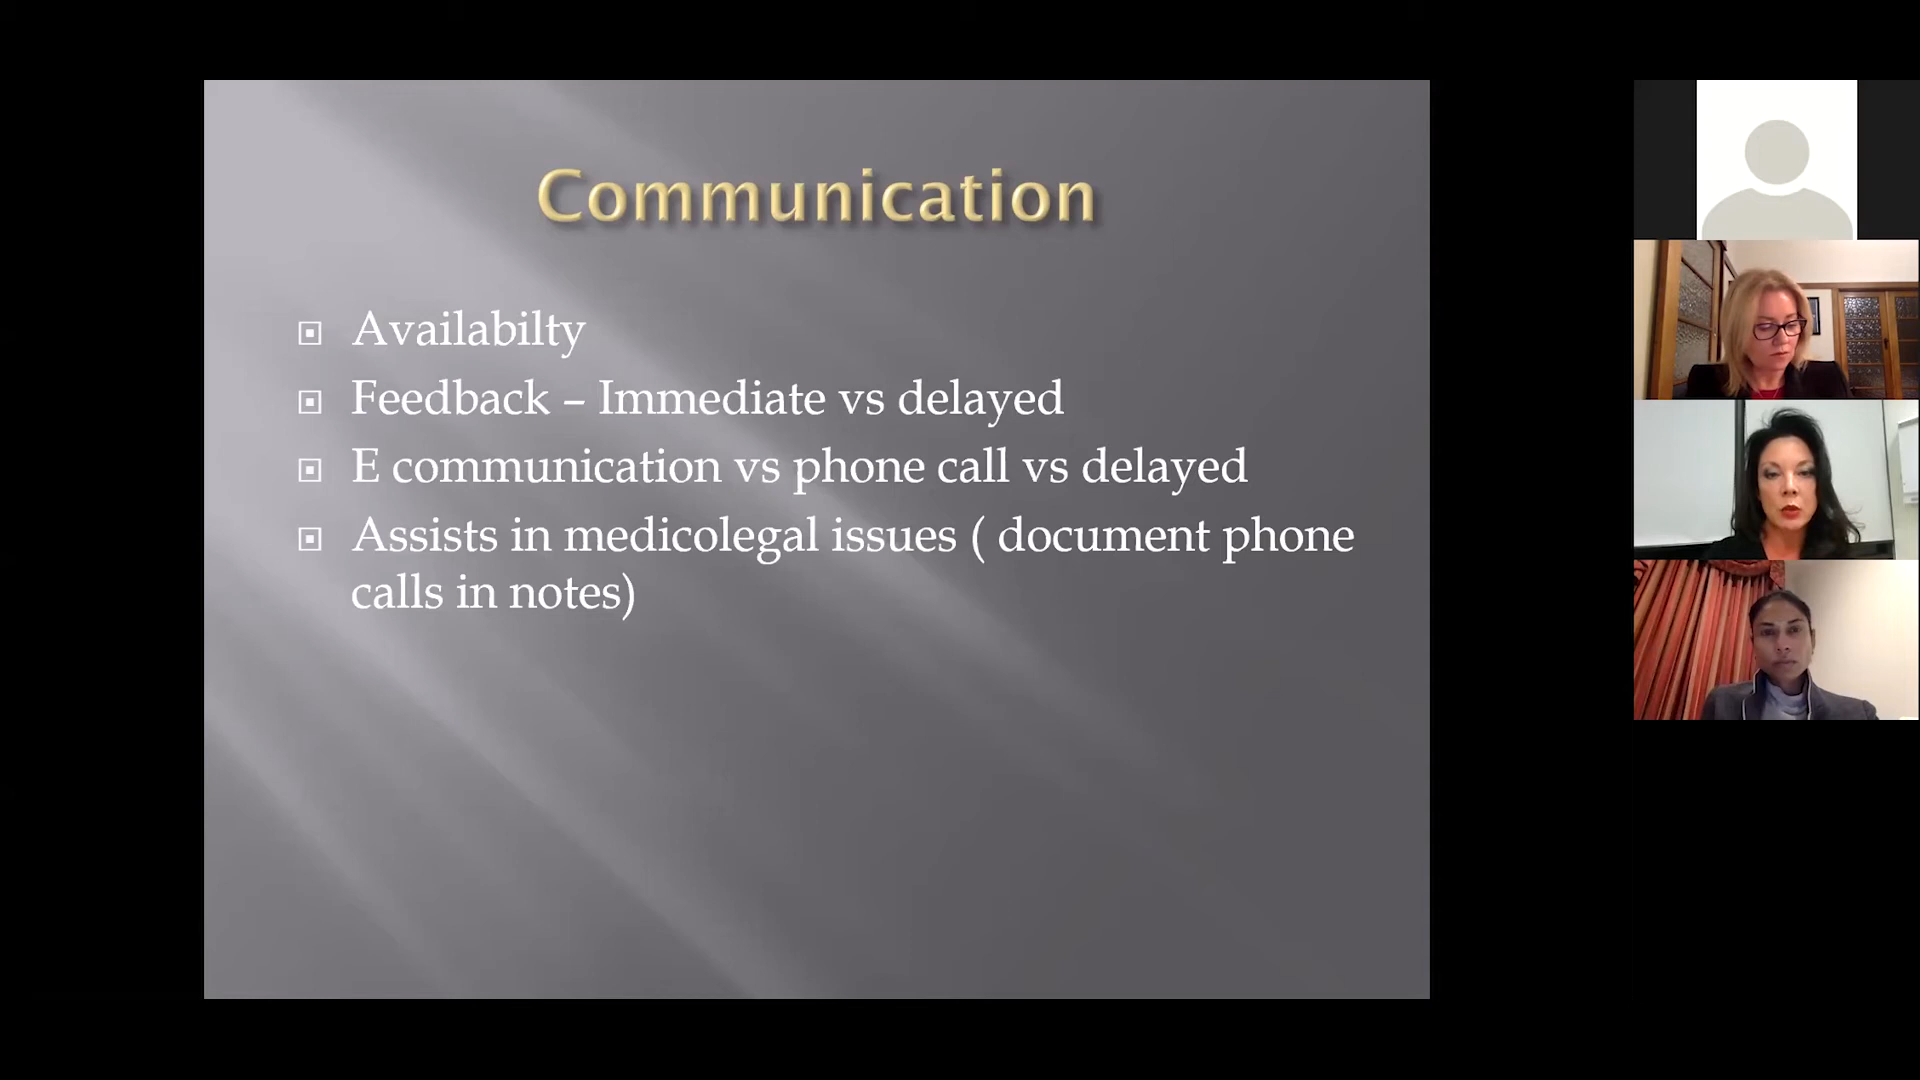 Communication
Availabilty
Feedback – Immediate vs delayed
E communication vs phone call vs delayed
Assists in medicolegal issues ( document phone
calls in notes)